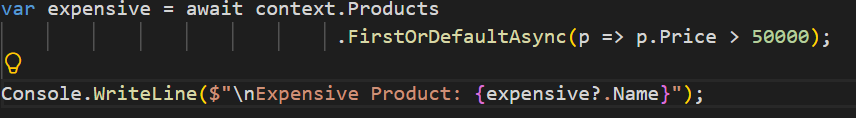 var expensive = await context.Products
.FirstOrDefaultAsync(p => p.Price > 50000);
Console.WriteLine($"\nExpensive Product: {expensive?.Name}");